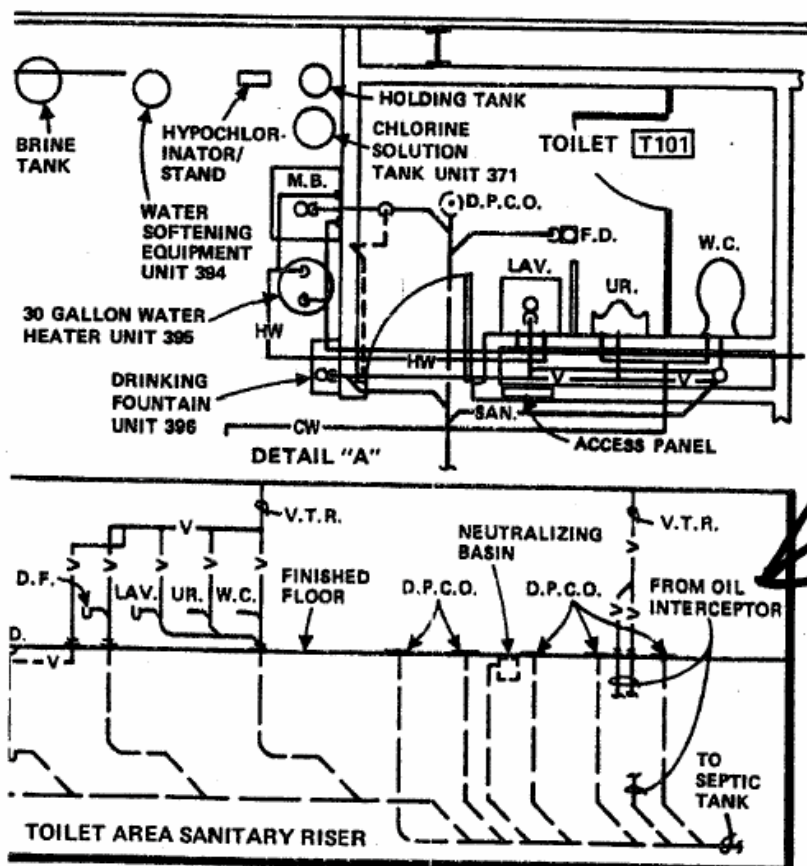 BRINE
TANK
HYPOCHLOR-
INATOR/
STAND
HOLDING TANK
CHLORINE
SOLUTION
TANK UNIT 371
TOILET T101
M.B.
D.P.C.O.
WATER
SOFTENING
EQUIPMENT
UNIT 394
F.D.
W.C.
LAV.
UR.
30 GALLON WATER
HEATER UNIT 395
HW
HW
DRINKING
FOUNTAIN
UNIT 396
V
V
SAN.
CW
ACCESS PANEL
DETAIL "A"
V
V.T.R.
V.T.R.
NEUTRALIZING
BASIN
V
V
V
V
V
V
D.F.
LAV.
UR.
W.C.
FINISHED
FLOOR
D.P.C.O.
D.P.C.O.
FROM OIL
INTERCEPTOR
V
V
D.
V
TO
SEPTIC
TANK
TOILET AREA SANITARY RISER